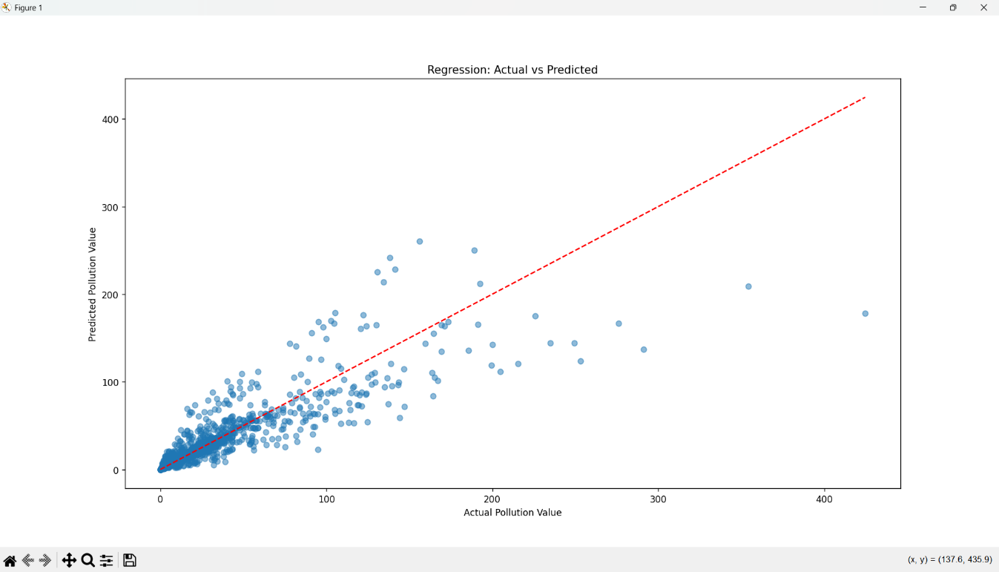 Figure 1
Regression: Actual vs Predicted
400
300
200
100
0
Predicted Pollution Value
0 100 200 300 400
Actual Pollution Value
(x, y) = (137.6, 435.9)